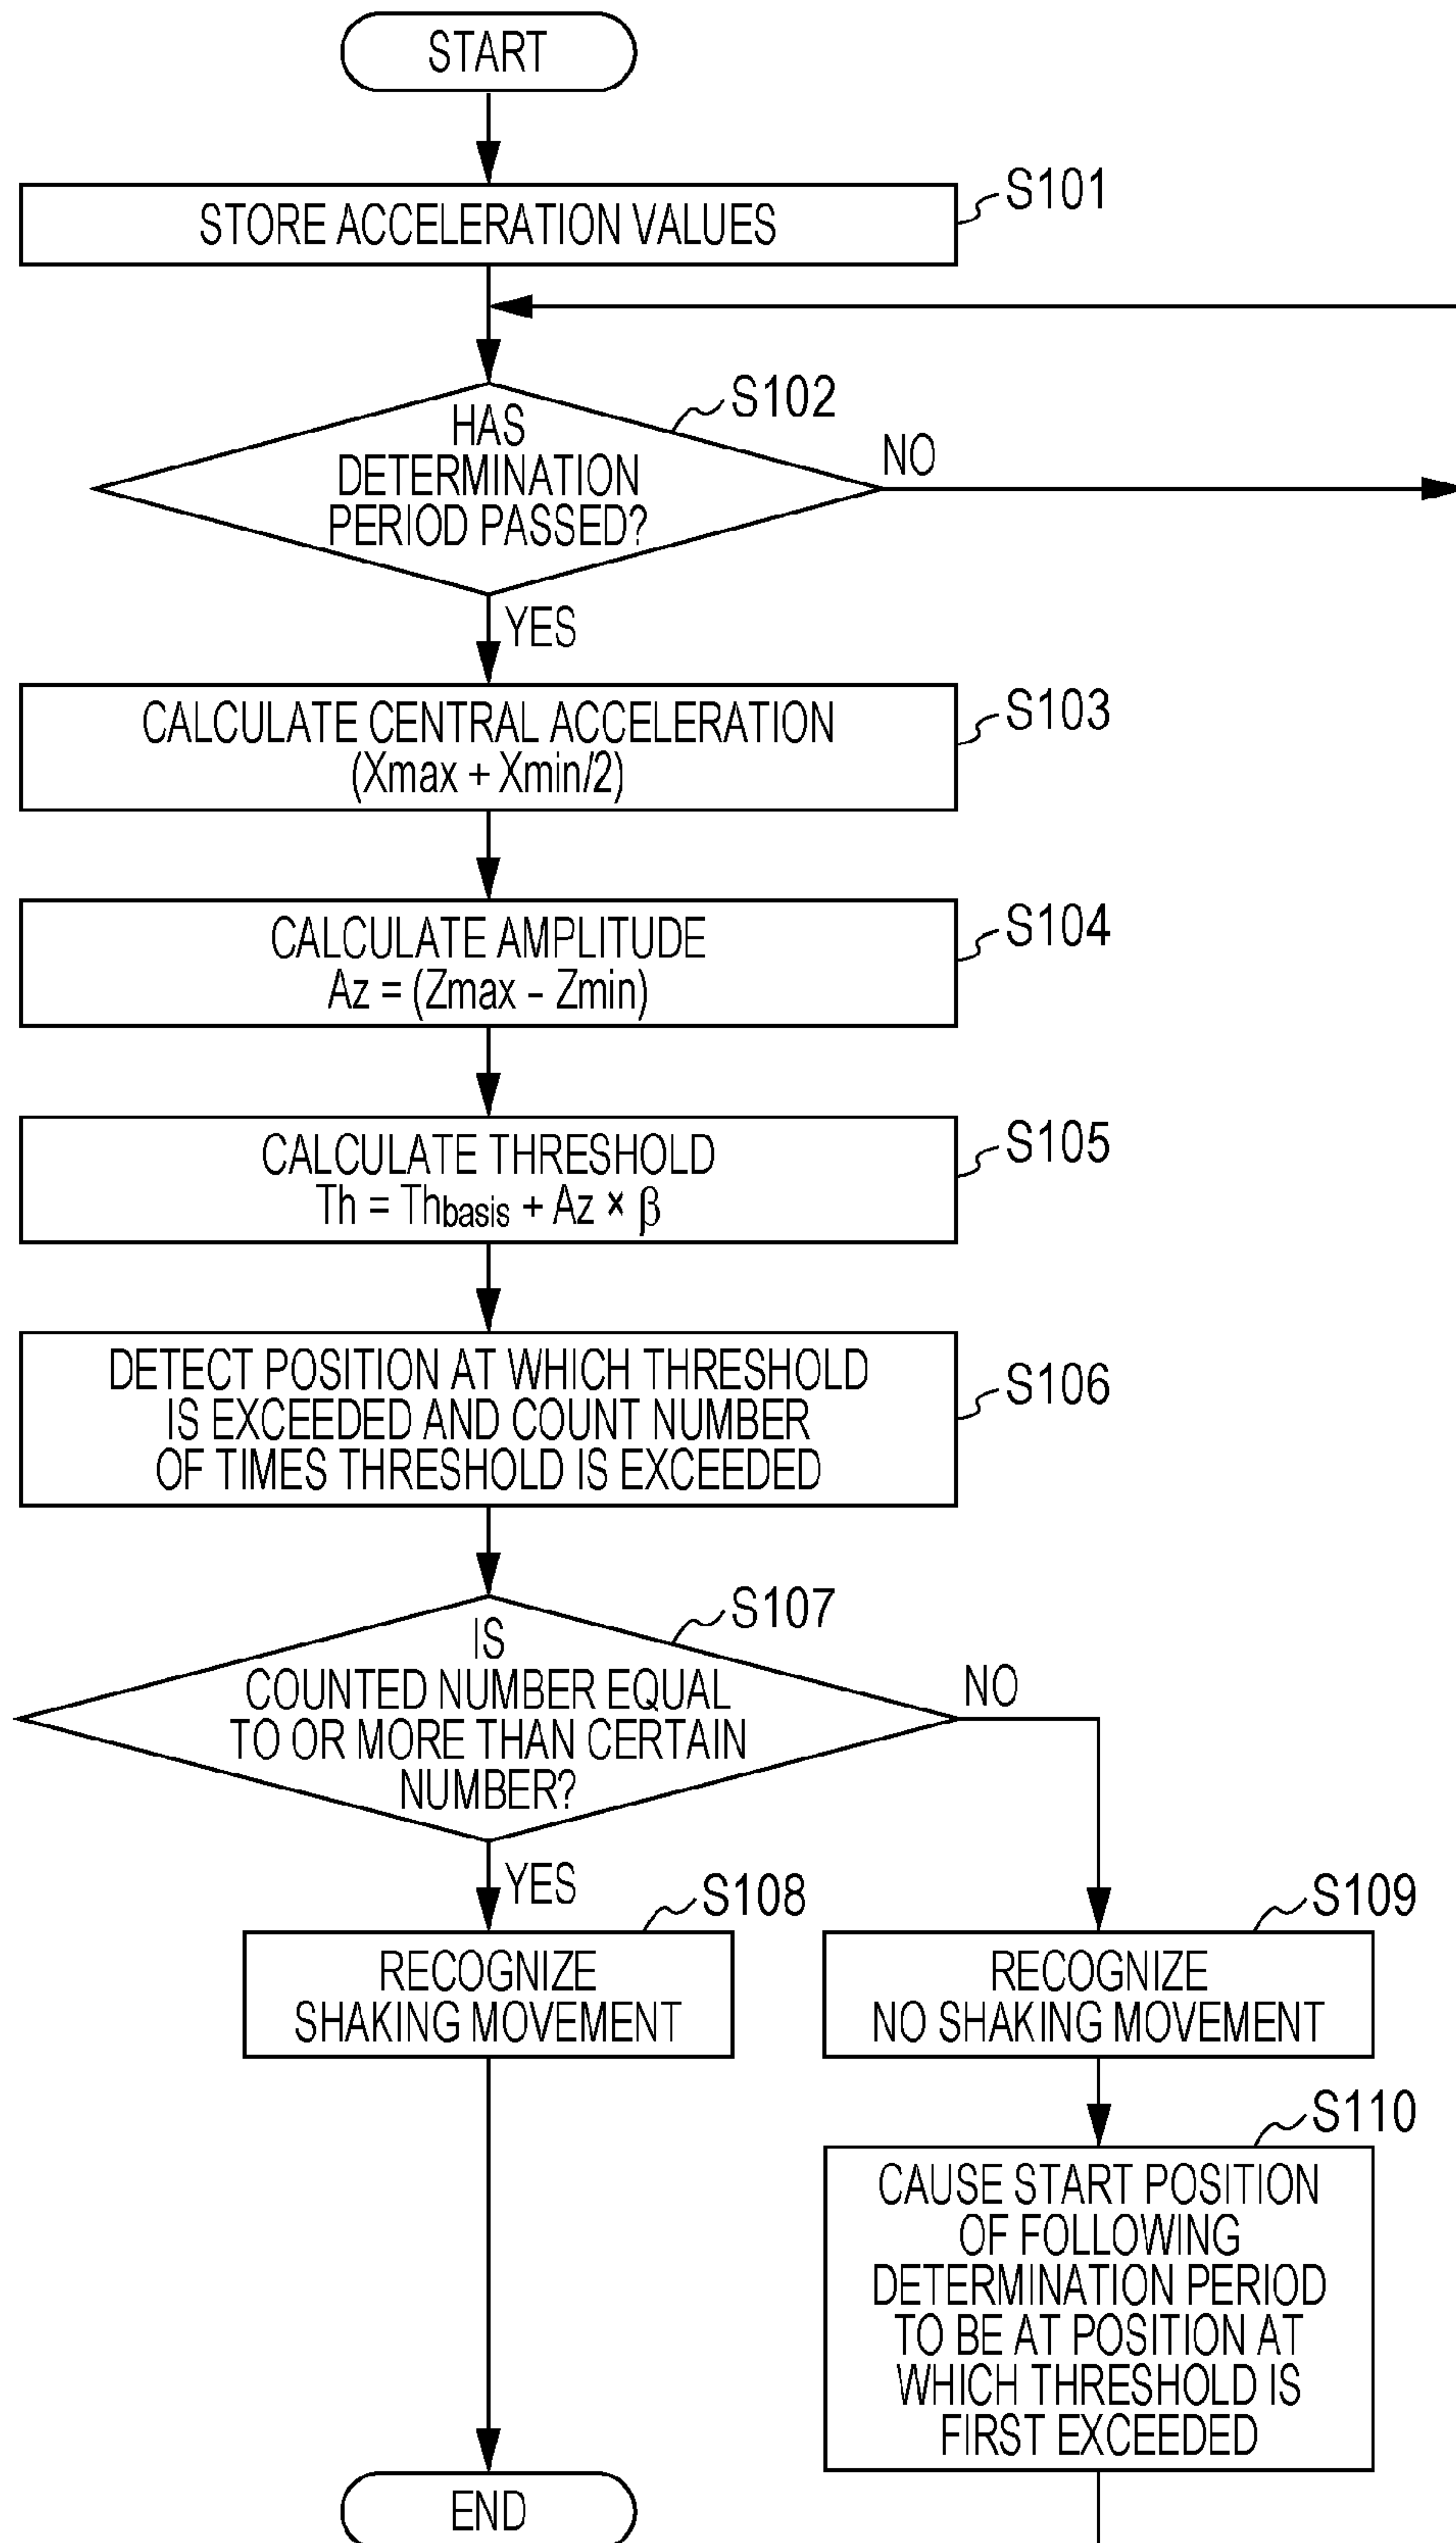 START
STORE ACCELERATION VALUES
S101
HAS
DETERMINATION
PERIOD PASSED?
S102
NO
YES
CALCULATE CENTRAL ACCELERATION
(Xmax + Xmin/2)
S103
CALCULATE AMPLITUDE
Az = (Zmax - Zmin)
S104
CALCULATE THRESHOLD
Th = Thbasis + Az × β
S105
DETECT POSITION AT WHICH THRESHOLD
IS EXCEEDED AND COUNT NUMBER
OF TIMES THRESHOLD IS EXCEEDED
S106
IS
COUNTED NUMBER EQUAL
TO OR MORE THAN CERTAIN
NUMBER?
S107
NO
YES
S108
RECOGNIZE
SHAKING MOVEMENT
S109
RECOGNIZE
NO SHAKING MOVEMENT
S110
CAUSE START POSITION
OF FOLLOWING
DETERMINATION PERIOD
TO BE AT POSITION AT
WHICH THRESHOLD IS
FIRST EXCEEDED
END